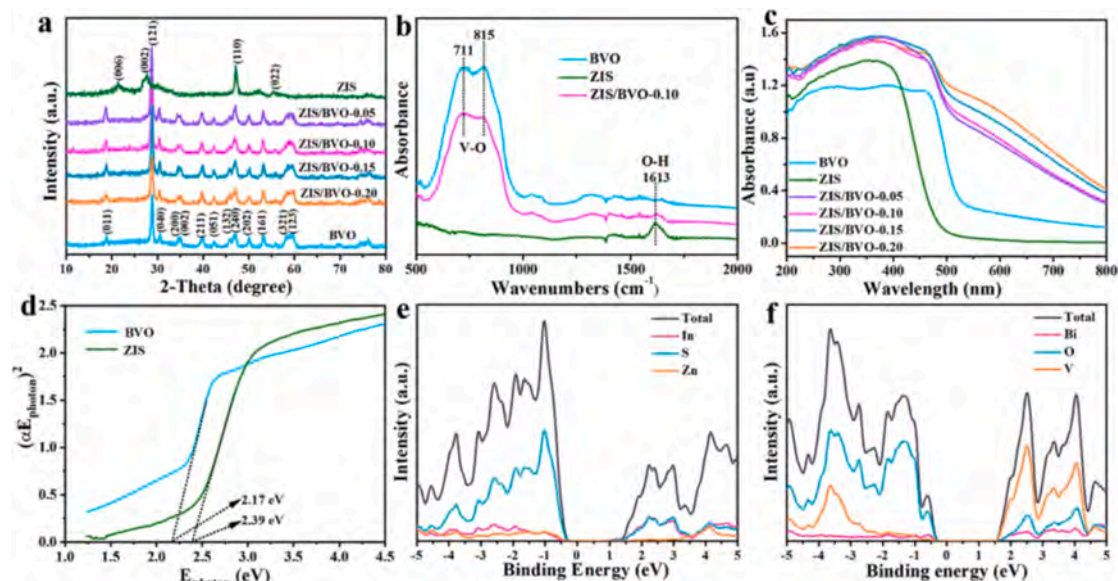 a
Intensity (a.u.)
(006)
(002)
(121)
(110)
(022)
ZIS
ZIS/BVO-0.05
ZIS/BVO-0.10
ZIS/BVO-0.15
ZIS/BVO-0.20
(011)
(040)
(200)
(002)
(211)
(051)
(132)
(240)
(202)
(161)
(321)
(123)
BVO
10 20 30 40 50 60 70 80
2-Theta (degree)
b
Absorbance
711 815
BVO
ZIS
ZIS/BVO-0.10
V-O
O-H
1613
500 1000 1500 2000
Wavenumbers (cm⁻¹)
c
Absorbance (a.u)
1.6
1.2
0.8
0.4
0.0
BVO
ZIS
ZIS/BVO-0.05
ZIS/BVO-0.10
ZIS/BVO-0.15
ZIS/BVO-0.20
200 300 400 500 600 700 800
Wavelength (nm)
d
(αEphoton)²
2.5
2.0
1.5
1.0
0.5
0.0
BVO
ZIS
2.17 eV
2.39 eV
1.0 1.5 2.0 2.5 3.0 3.5 4.0 4.5
(eV)
e
Intensity (a.u.)
Total
In
S
Zn
-5 -4 -3 -2 -1 0 1 2 3 4 5
Binding Energy (eV)
f
Intensity (a.u.)
Total
Bi
O
V
-5 -4 -3 -2 -1 0 1 2 3 4 5
Binding energy (eV)